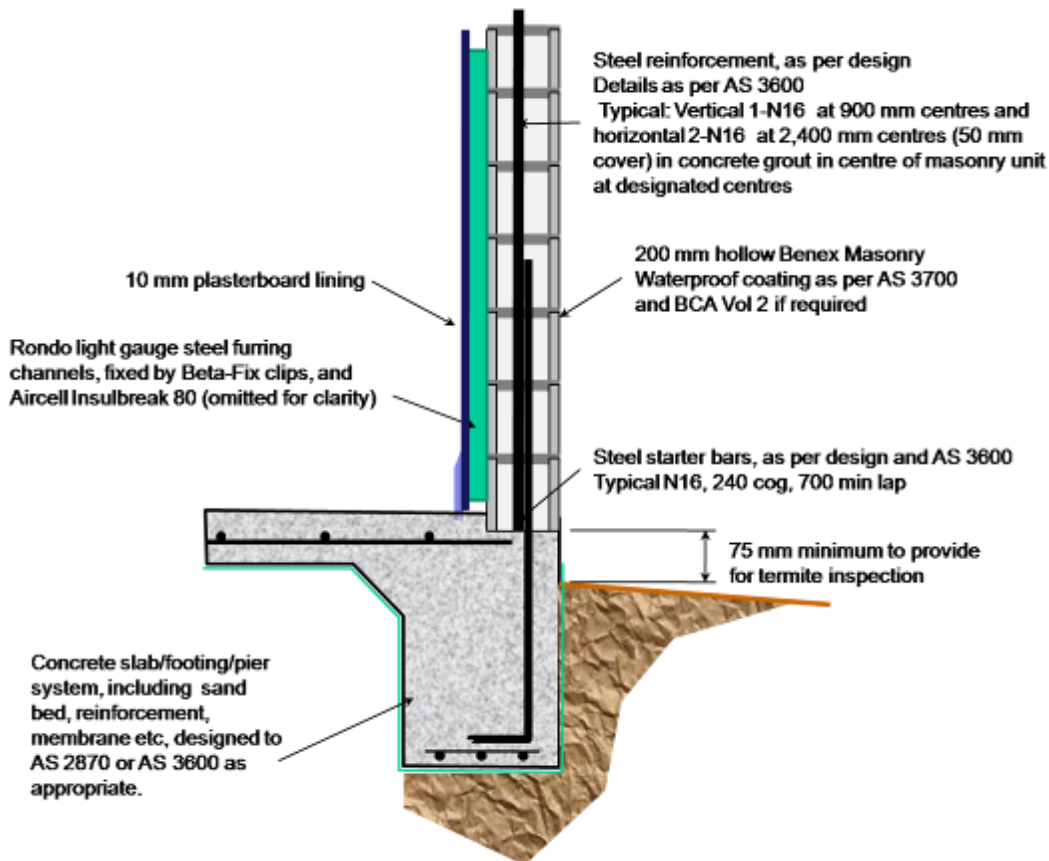 Steel reinforcement, as per design
Details as per AS 3600
Typical: Vertical 1-N16 at 900 mm centres and
horizontal 2-N16 at 2,400 mm centres (50 mm
cover) in concrete grout in centre of masonry unit
at designated centres
200 mm hollow Benex Masonry
Waterproof coating as per AS 3700
and BCA Vol 2 if required
10 mm plasterboard lining
Rondo light gauge steel furring
channels, fixed by Beta-Fix clips, and
Aircell Insulbreak 80 (omitted for clarity)
Steel starter bars, as per design and AS 3600
Typical N16, 240 cog, 700 min lap
75 mm minimum to provide
for termite inspection
Concrete slab/footing/pier
system, including sand
bed, reinforcement,
membrane etc, designed to
AS 2870 or AS 3600 as
appropriate.